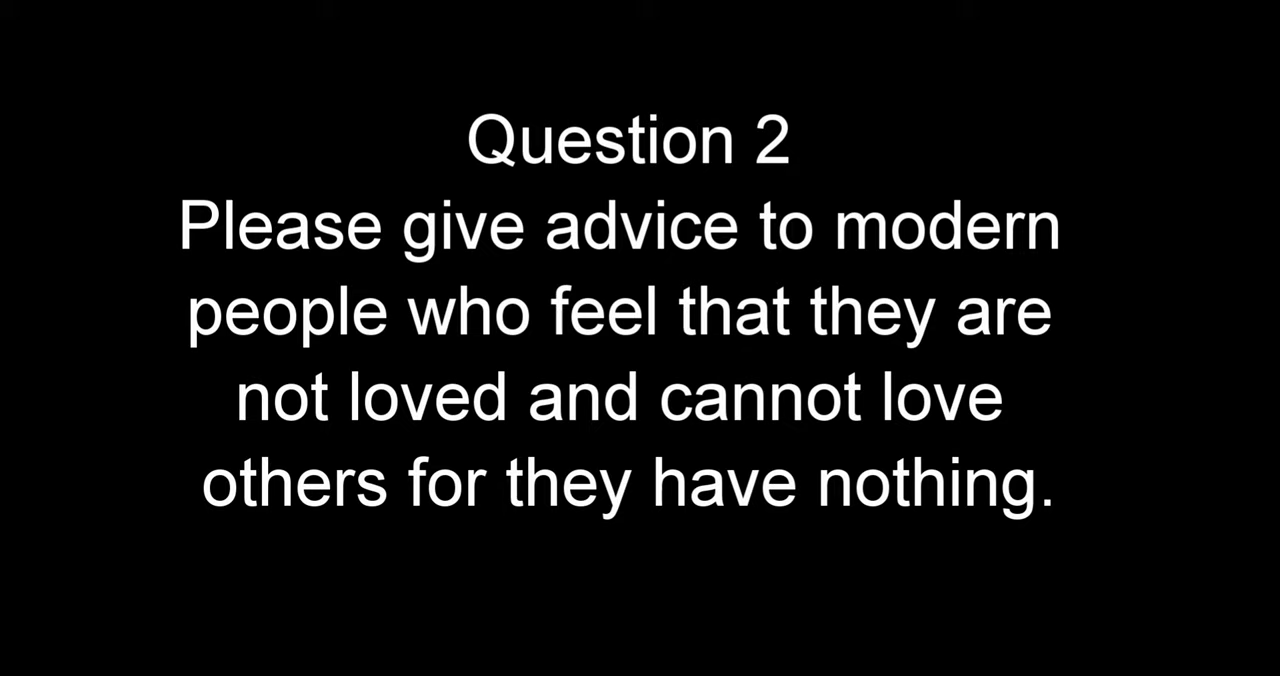 Question 2
Please give advice to modern
people who feel that they are
not loved and cannot love
others for they have nothing.